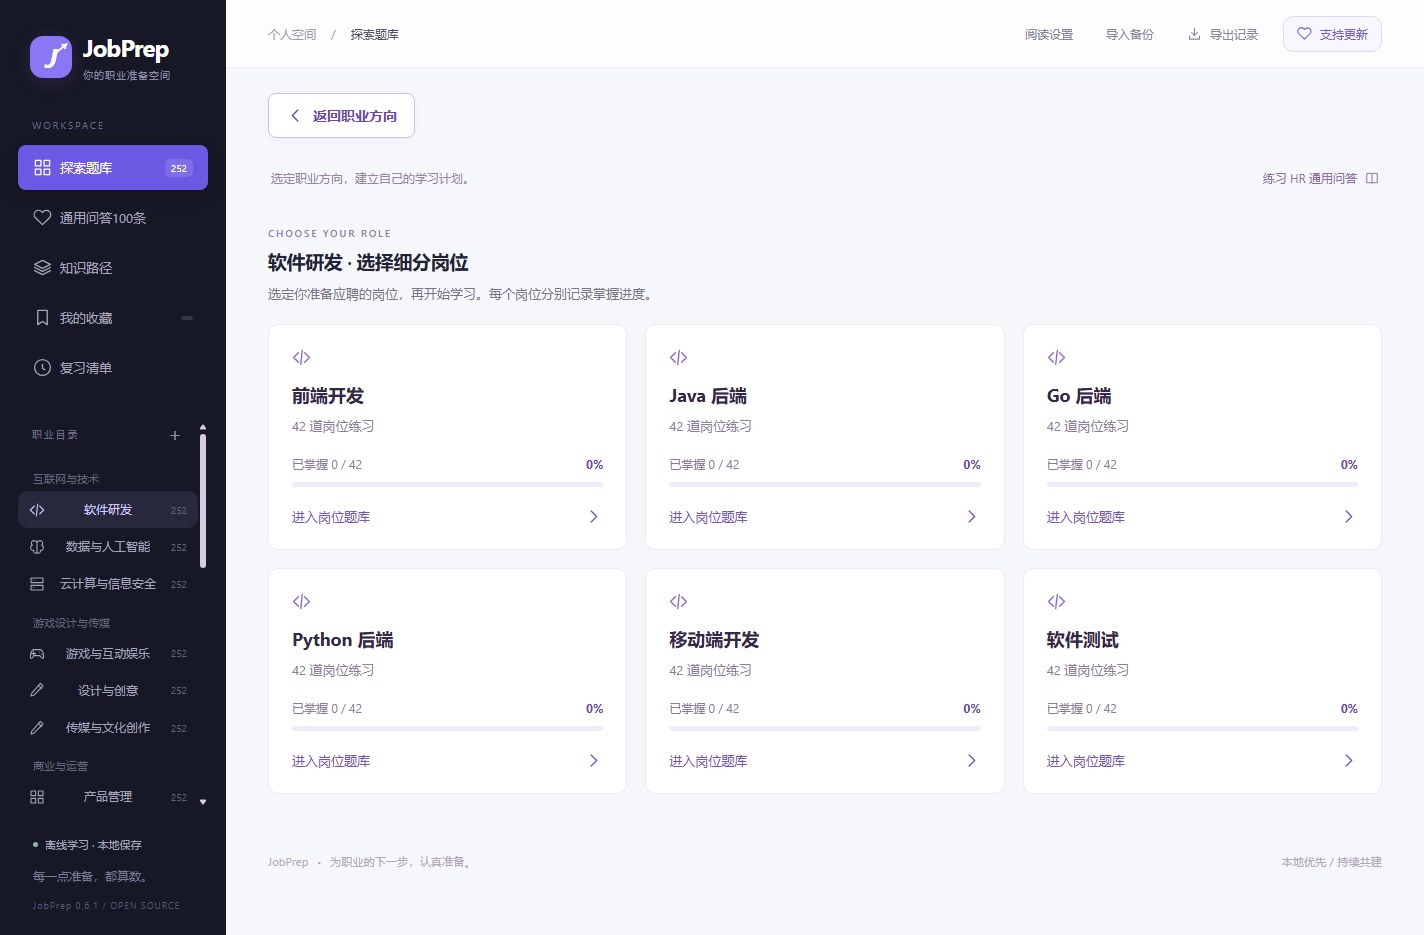 JobPrep
你的职业准备空间
WORKSPACE
探索题库 252
通用问答100条
知识路径
我的收藏
复习清单
职业目录 +
互联网与技术
软件研发 252
数据与人工智能 252
云计算与信息安全 252
游戏设计与传媒
游戏与互动娱乐 252
设计与创意 252
传媒与文化创作 252
商业与运营
产品管理 252
离线学习 · 本地保存
每一点准备，都算数。
JobPrep 0.6.1 / OPEN SOURCE
个人空间 / 探索题库
阅读设置 导入备份 导出记录 支持更新
返回职业方向
选定职业方向，建立自己的学习计划。
练习 HR 通用问答
CHOOSE YOUR ROLE
软件研发 · 选择细分岗位
选定你准备应聘的岗位，再开始学习。每个岗位分别记录掌握进度。
前端开发
42 道岗位练习
已掌握 0 / 42 0%
进入岗位题库
Java 后端
42 道岗位练习
已掌握 0 / 42 0%
进入岗位题库
Go 后端
42 道岗位练习
已掌握 0 / 42 0%
进入岗位题库
Python 后端
42 道岗位练习
已掌握 0 / 42 0%
进入岗位题库
移动端开发
42 道岗位练习
已掌握 0 / 42 0%
进入岗位题库
软件测试
42 道岗位练习
已掌握 0 / 42 0%
进入岗位题库
JobPrep · 为职业的下一步，认真准备。
本地优先 / 持续共建